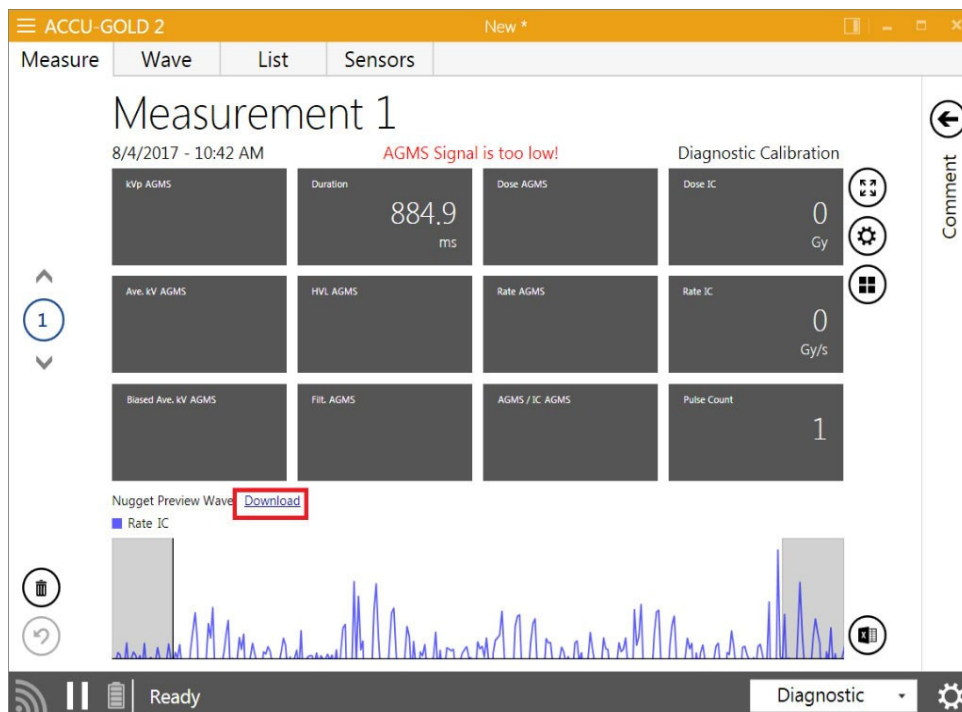 ACCU-GOLD 2 New *
Measure Wave List Sensors
Measurement 1
8/4/2017 - 10:42 AM AGMS Signal is too low! Diagnostic Calibration
Comment
kVp AGMS Duration Dose AGMS Dose IC
884.9 0
ms Gy
Ave. kV AGMS HVL AGMS Rate AGMS Rate IC
1 0
Gy/s
Biased Ave. kV AGMS Filt. AGMS AGMS / IC AGMS Pulse Count
1
Nugget Preview Wave Download
Rate IC
Ready Diagnostic